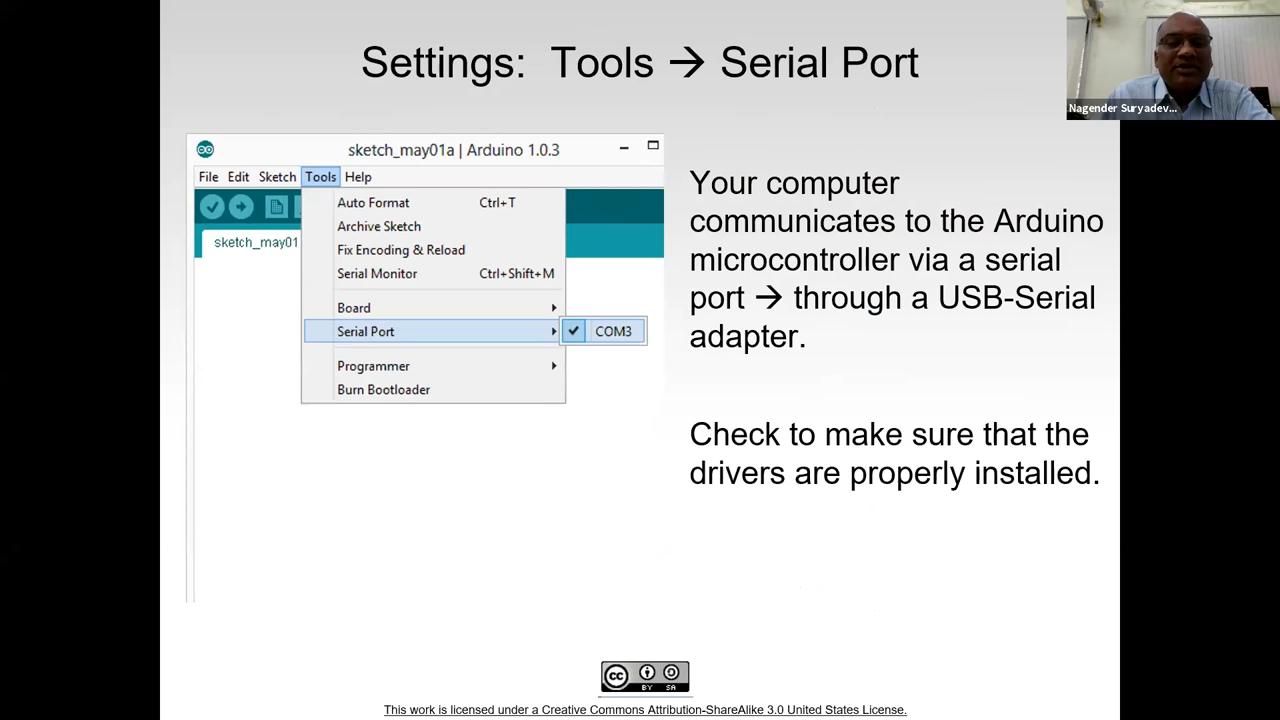 Settings: Tools → Serial Port
Nagender Suryadev...
sketch_may01a | Arduino 1.0.3
File Edit Sketch Tools Help
Auto Format Ctrl+T
Archive Sketch
sketch_may01
Fix Encoding & Reload
Serial Monitor Ctrl+Shift+M
Board
Serial Port COM3
Programmer
Burn Bootloader
Your computer
communicates to the Arduino
microcontroller via a serial
port → through a USB-Serial
adapter.
Check to make sure that the
drivers are properly installed.
cc
BY SA
This work is licensed under a Creative Commons Attribution-ShareAlike 3.0 United States License.